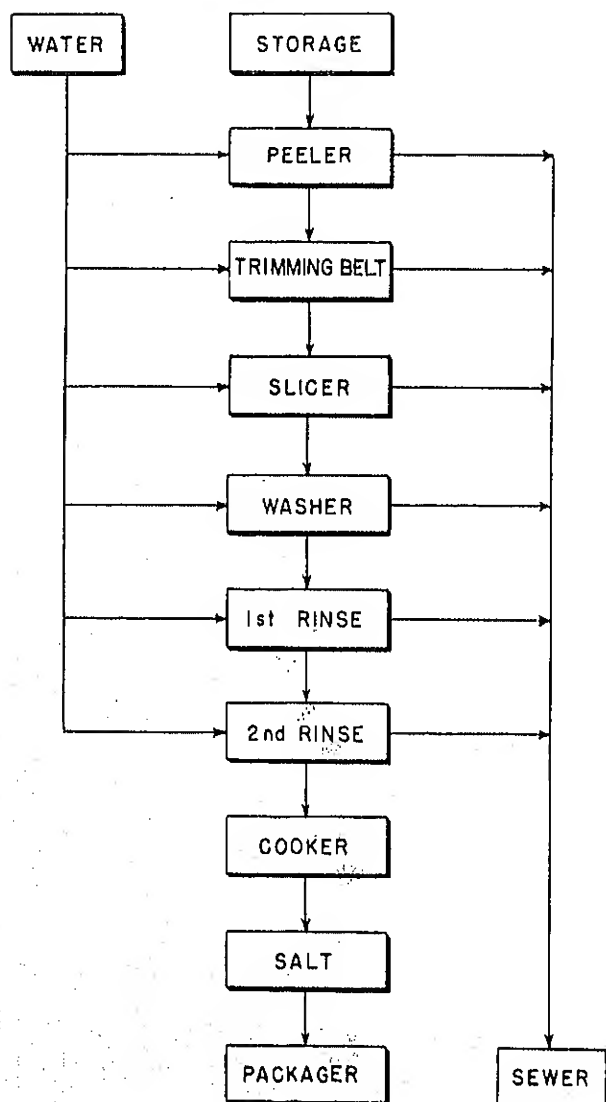 WATER
STORAGE
PEELER
TRIMMING BELT
SLICER
WASHER
1st RINSE
2nd RINSE
COOKER
SALT
PACKAGER
SEWER